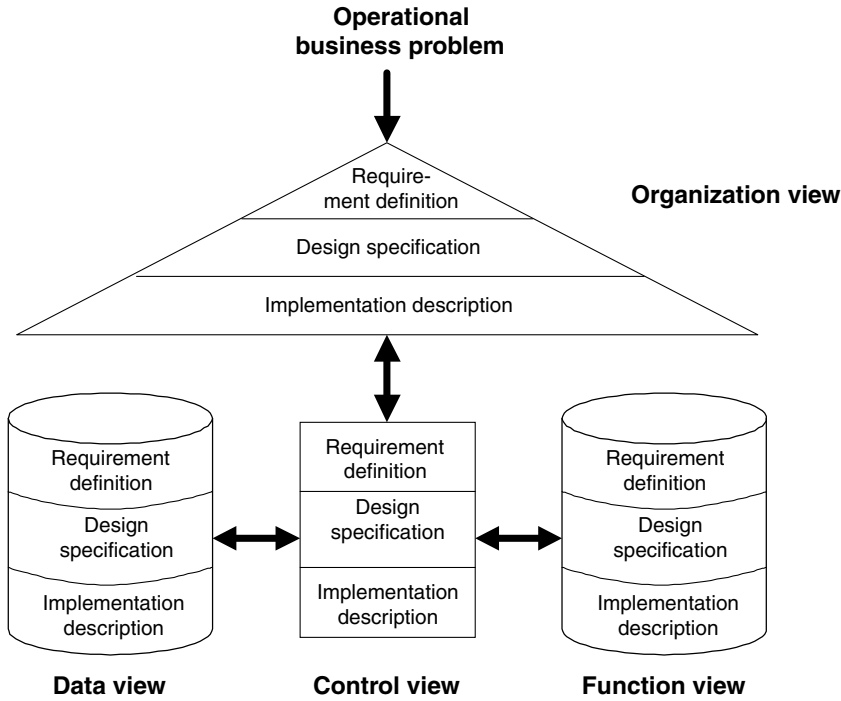 Operational
business problem
Require-
ment definition
Organization view
Design specification
Implementation description
Requirement
definition
Design
specification
Implementation
description
Requirement
definition
Design
specification
Implementation
description
Requirement
definition
Design
specification
Implementation
description
Data view
Control view
Function view